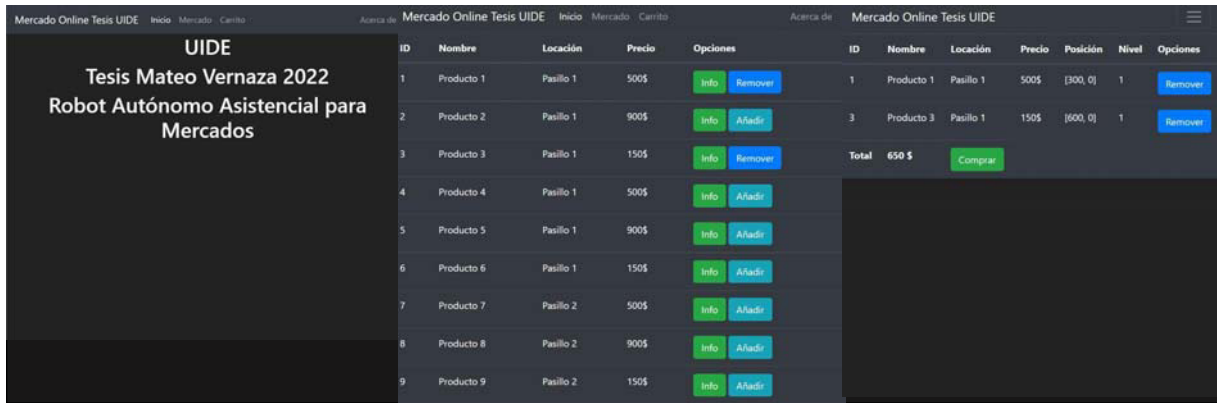 Mercado Online Tesis UIDE Inicio Mercado Carrito Acerca de
UIDE
Tesis Mateo Vernaza 2022
Robot Autónomo Asistencial para
Mercados
Mercado Online Tesis UIDE Inicio Mercado Carrito Acerca de
ID Nombre Locación Precio Opciones
1 Producto 1 Pasillo 1 500$ Info Remover
2 Producto 2 Pasillo 1 900$ Info Añadir
3 Producto 3 Pasillo 1 150$ Info Remover
4 Producto 4 Pasillo 1 500$ Info Añadir
5 Producto 5 Pasillo 1 900$ Info Añadir
6 Producto 6 Pasillo 1 150$ Info Añadir
7 Producto 7 Pasillo 2 500$ Info Añadir
8 Producto 8 Pasillo 2 900$ Info Añadir
9 Producto 9 Pasillo 2 150$ Info Añadir
Mercado Online Tesis UIDE
ID Nombre Locación Precio Posición Nivel Opciones
1 Producto 1 Pasillo 1 500$ [300, 0] 1 Remover
3 Producto 3 Pasillo 1 150$ [600, 0] 1 Remover
Total 650 $ Comprar